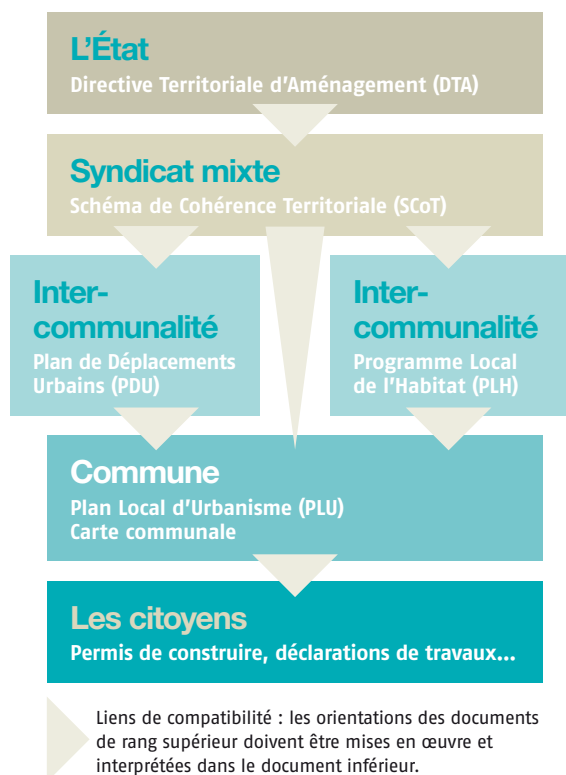 L'État
Directive Territoriale d'Aménagement (DTA)
Syndicat mixte
Schéma de Cohérence Territoriale (SCoT)
Inter-
communalité
Plan de Déplacements
Urbains (PDU)
Inter-
communalité
Programme Local
de l'Habitat (PLH)
Commune
Plan Local d'Urbanisme (PLU)
Carte communale
Les citoyens
Permis de construire, déclarations de travaux...
Liens de compatibilité : les orientations des documents
de rang supérieur doivent être mises en œuvre et
interprétées dans le document inférieur.